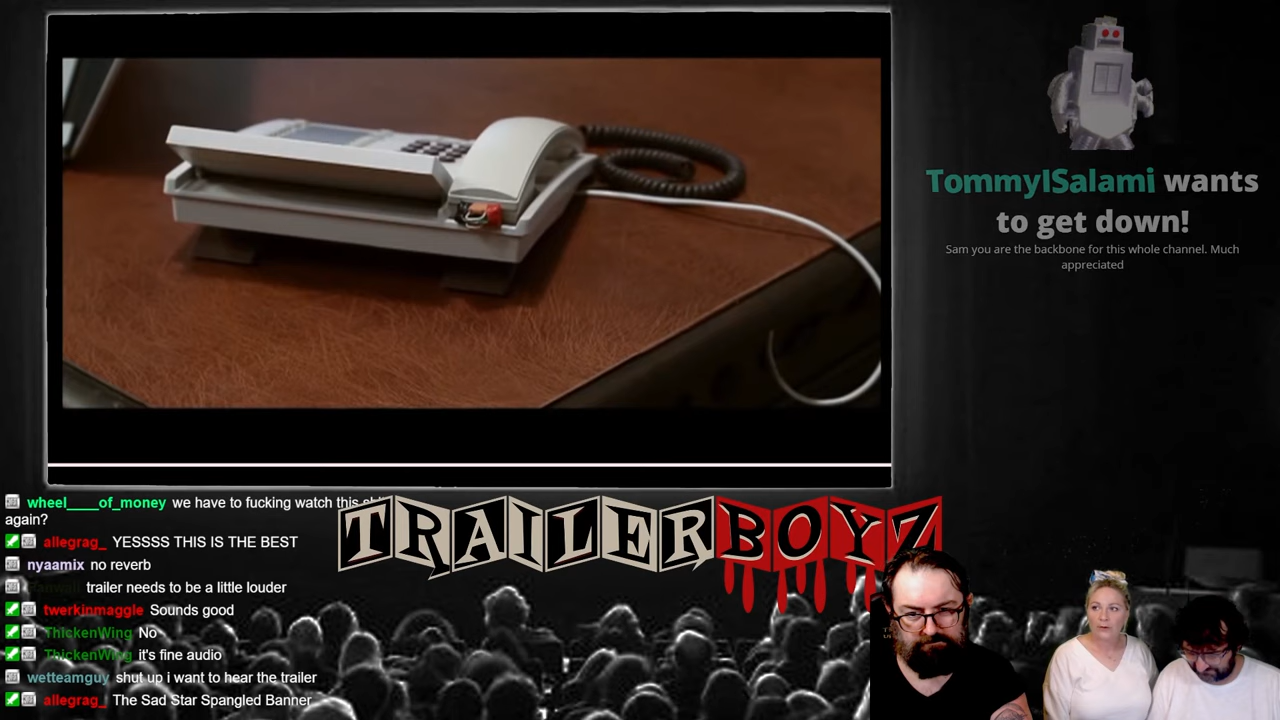 TommyISalami wants
to get down!
Sam you are the backbone for this whole channel. Much
appreciated
wheel____of_money we have to fucking watch this
again?
allegrag_ YESSSS THIS IS THE BEST
nyaamix no reverb
trailer needs to be a little louder
twerkinmaggle Sounds good
ThickenWing No
ThickenWing it's fine audio
wetteamguy shut up i want to hear the trailer
allegrag_ The Sad Star Spangled Banner
TRAILERBOYZ